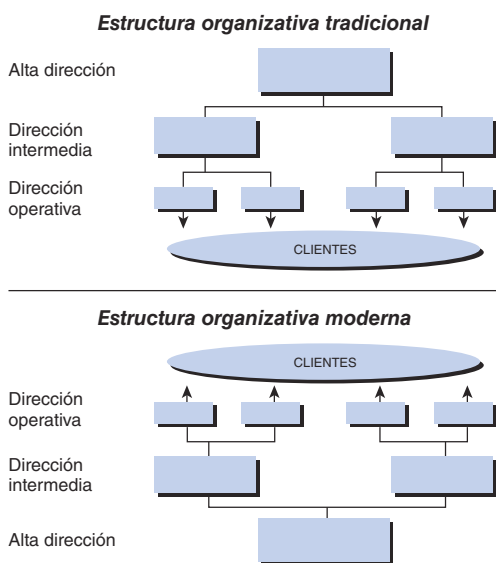 Estructura organizativa tradicional
Alta dirección
Dirección
intermedia
Dirección
operativa
CLIENTES
Estructura organizativa moderna
CLIENTES
Dirección
operativa
Dirección
intermedia
Alta dirección